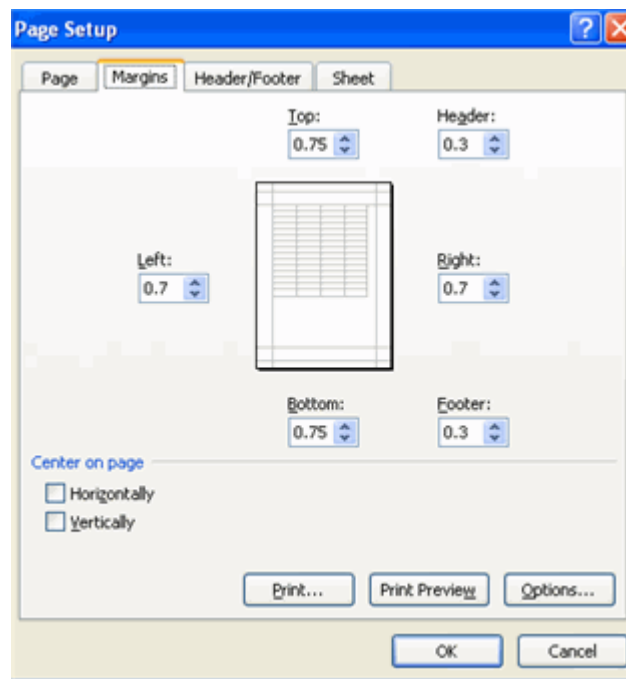 Page Setup
Page Margins Header/Footer Sheet
Top: Header:
0.75 0.3
Left: Right:
0.7 0.7
Bottom: Footer:
0.75 0.3
Center on page
Horizontally
Vertically
Print... Print Preview Options...
OK Cancel